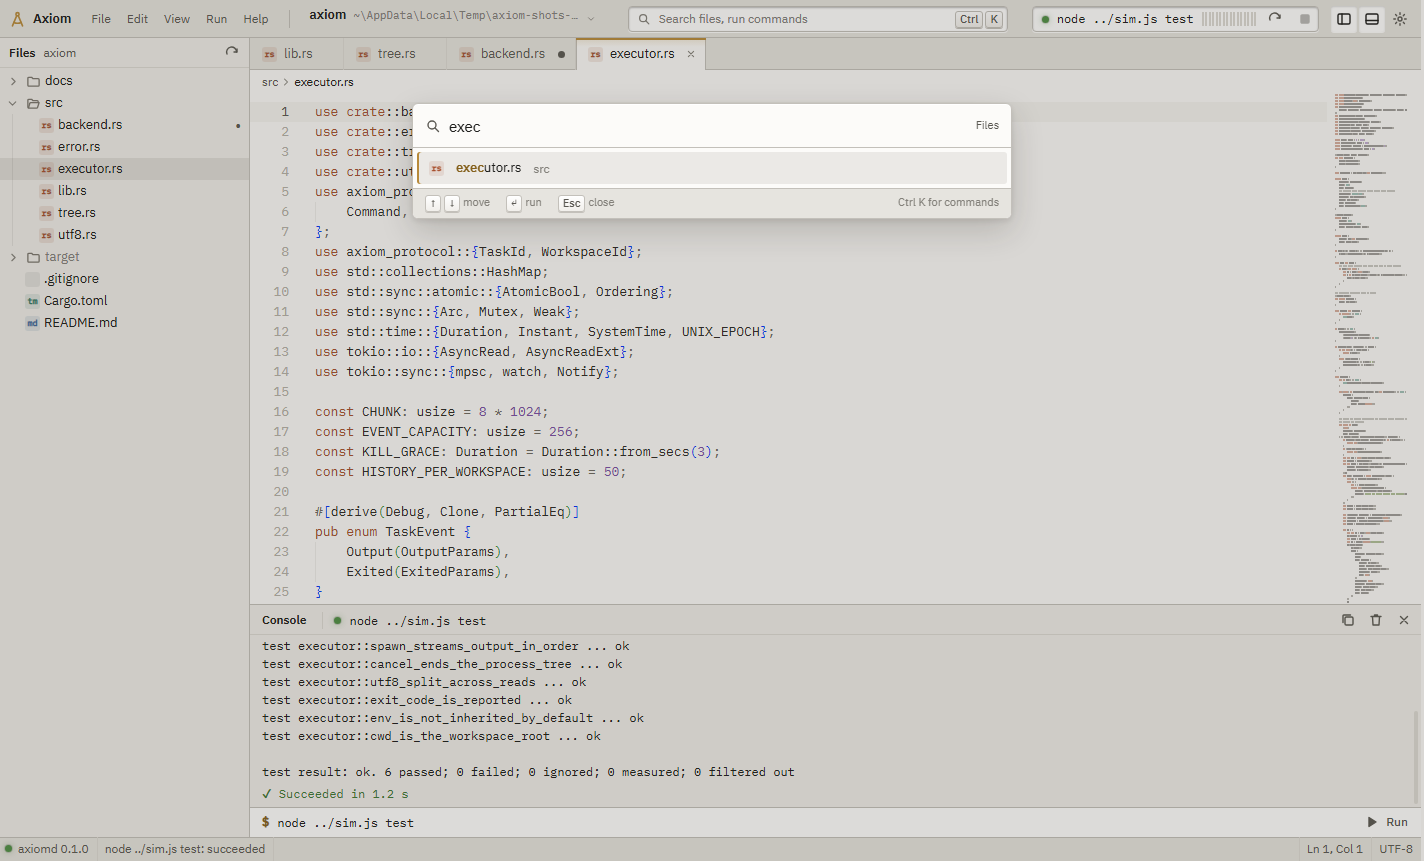 Axiom File Edit View Run Help axiom ~\AppData\Local\Temp\axiom-shots-… Search files, run commands Ctrl K node ../sim.js test
Files axiom
docs
src
backend.rs
error.rs
executor.rs
lib.rs
tree.rs
utf8.rs
target
.gitignore
tm Cargo.toml
md README.md
lib.rs tree.rs backend.rs executor.rs
src > executor.rs
exec Files
executor.rs src
↑ ↓ move ↵ run Esc close Ctrl K for commands
1 use crate::ba
2 use crate::e
3 use crate::t
4 use crate::ut
5 use axiom_pro
6 Command,
7 };
8 use axiom_protocol::{TaskId, WorkspaceId};
9 use std::collections::HashMap;
10 use std::sync::atomic::{AtomicBool, Ordering};
11 use std::sync::{Arc, Mutex, Weak};
12 use std::time::{Duration, Instant, SystemTime, UNIX_EPOCH};
13 use tokio::io::{AsyncRead, AsyncReadExt};
14 use tokio::sync::{mpsc, watch, Notify};
15
16 const CHUNK: usize = 8 * 1024;
17 const EVENT_CAPACITY: usize = 256;
18 const KILL_GRACE: Duration = Duration::from_secs(3);
19 const HISTORY_PER_WORKSPACE: usize = 50;
20
21 #[derive(Debug, Clone, PartialEq)]
22 pub enum TaskEvent {
23 Output(OutputParams),
24 Exited(ExitedParams),
25 }
Console node ../sim.js test
test executor::spawn_streams_output_in_order ... ok
test executor::cancel_ends_the_process_tree ... ok
test executor::utf8_split_across_reads ... ok
test executor::exit_code_is_reported ... ok
test executor::env_is_not_inherited_by_default ... ok
test executor::cwd_is_the_workspace_root ... ok
test result: ok. 6 passed; 0 failed; 0 ignored; 0 measured; 0 filtered out
✓ Succeeded in 1.2 s
$ node ../sim.js test Run
axiomd 0.1.0 node ../sim.js test: succeeded Ln 1, Col 1 UTF-8